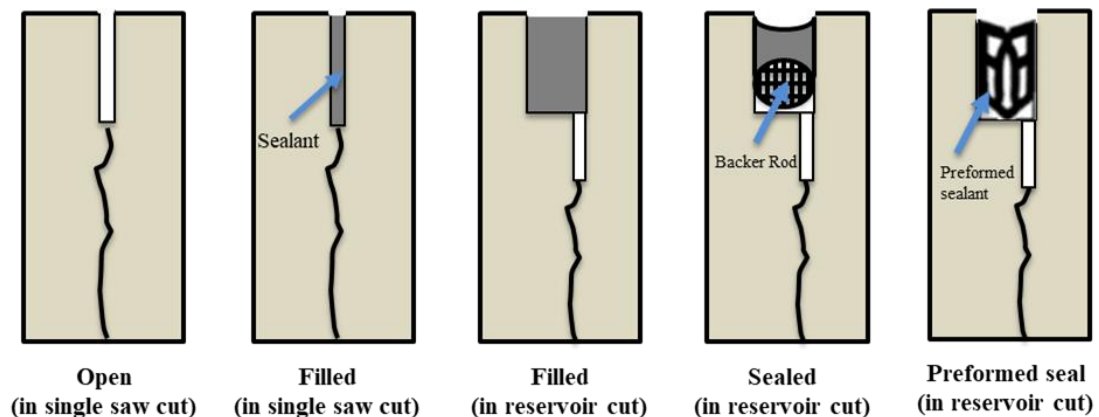 Sealant
Backer Rod
Preformed
sealant
Open
(in single saw cut)
Filled
(in single saw cut)
Filled
(in reservoir cut)
Sealed
(in reservoir cut)
Preformed seal
(in reservoir cut)